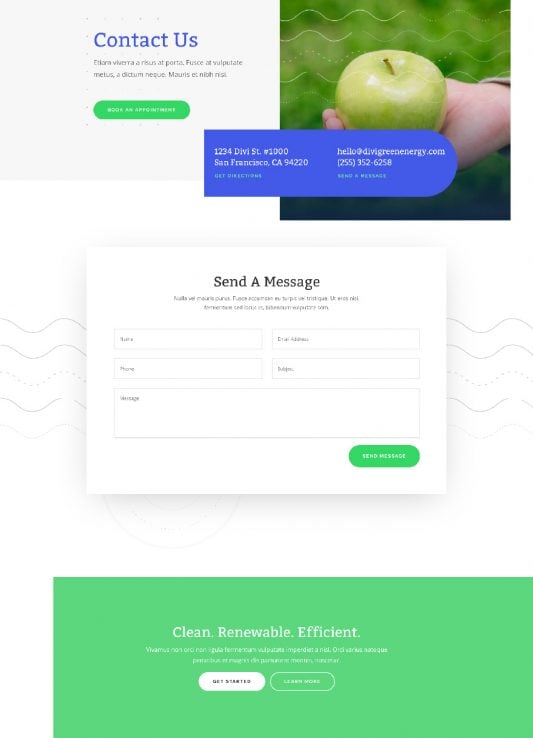 Contact Us
Etiam viverra a risus at porta. Fusce at vulputate
metus, a dictum neque. Mauris et nibh nisi.
BOOK AN APPOINTMENT
1234 Divi St. #1000
San Francisco, CA 94220
GET DIRECTIONS
hello@divigreenenergy.com
(255) 352-6258
SEND A MESSAGE
Send A Message
Nulla vel mauris purus. Fusce accumsan eu turpis vel tristique. Ut eros nisl,
fermentum sed lacus in, bibendum vulputate sem.
Name
Email Address
Phone
Subject
Message
SEND MESSAGE
Clean. Renewable. Efficient.
Vivamus non orci non ligula fermentum vulputate imperdiet a nisl. Orci varius natoque
penatibus et magnis dis parturient montes, nascetur.
GET STARTED
LEARN MORE